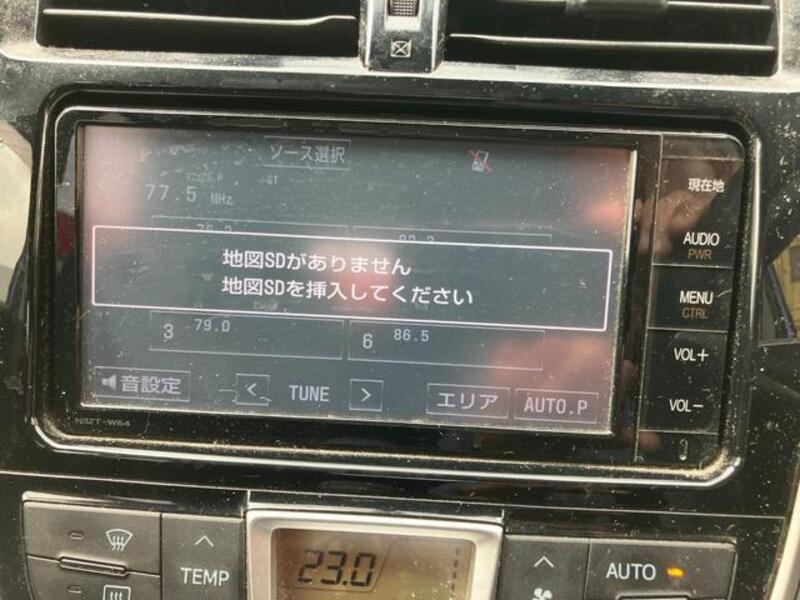 ソース選択
現在地
ST
77.5 MHz
AUDIO
PWR
地図SDがありません
地図SDを挿入してください
MENU
CTRL
3 79.0
6 86.5
VOL+
音設定
< TUNE >
エリア
AUTO.P
VOL-
NSZT-W64
TEMP
23.0
AUTO